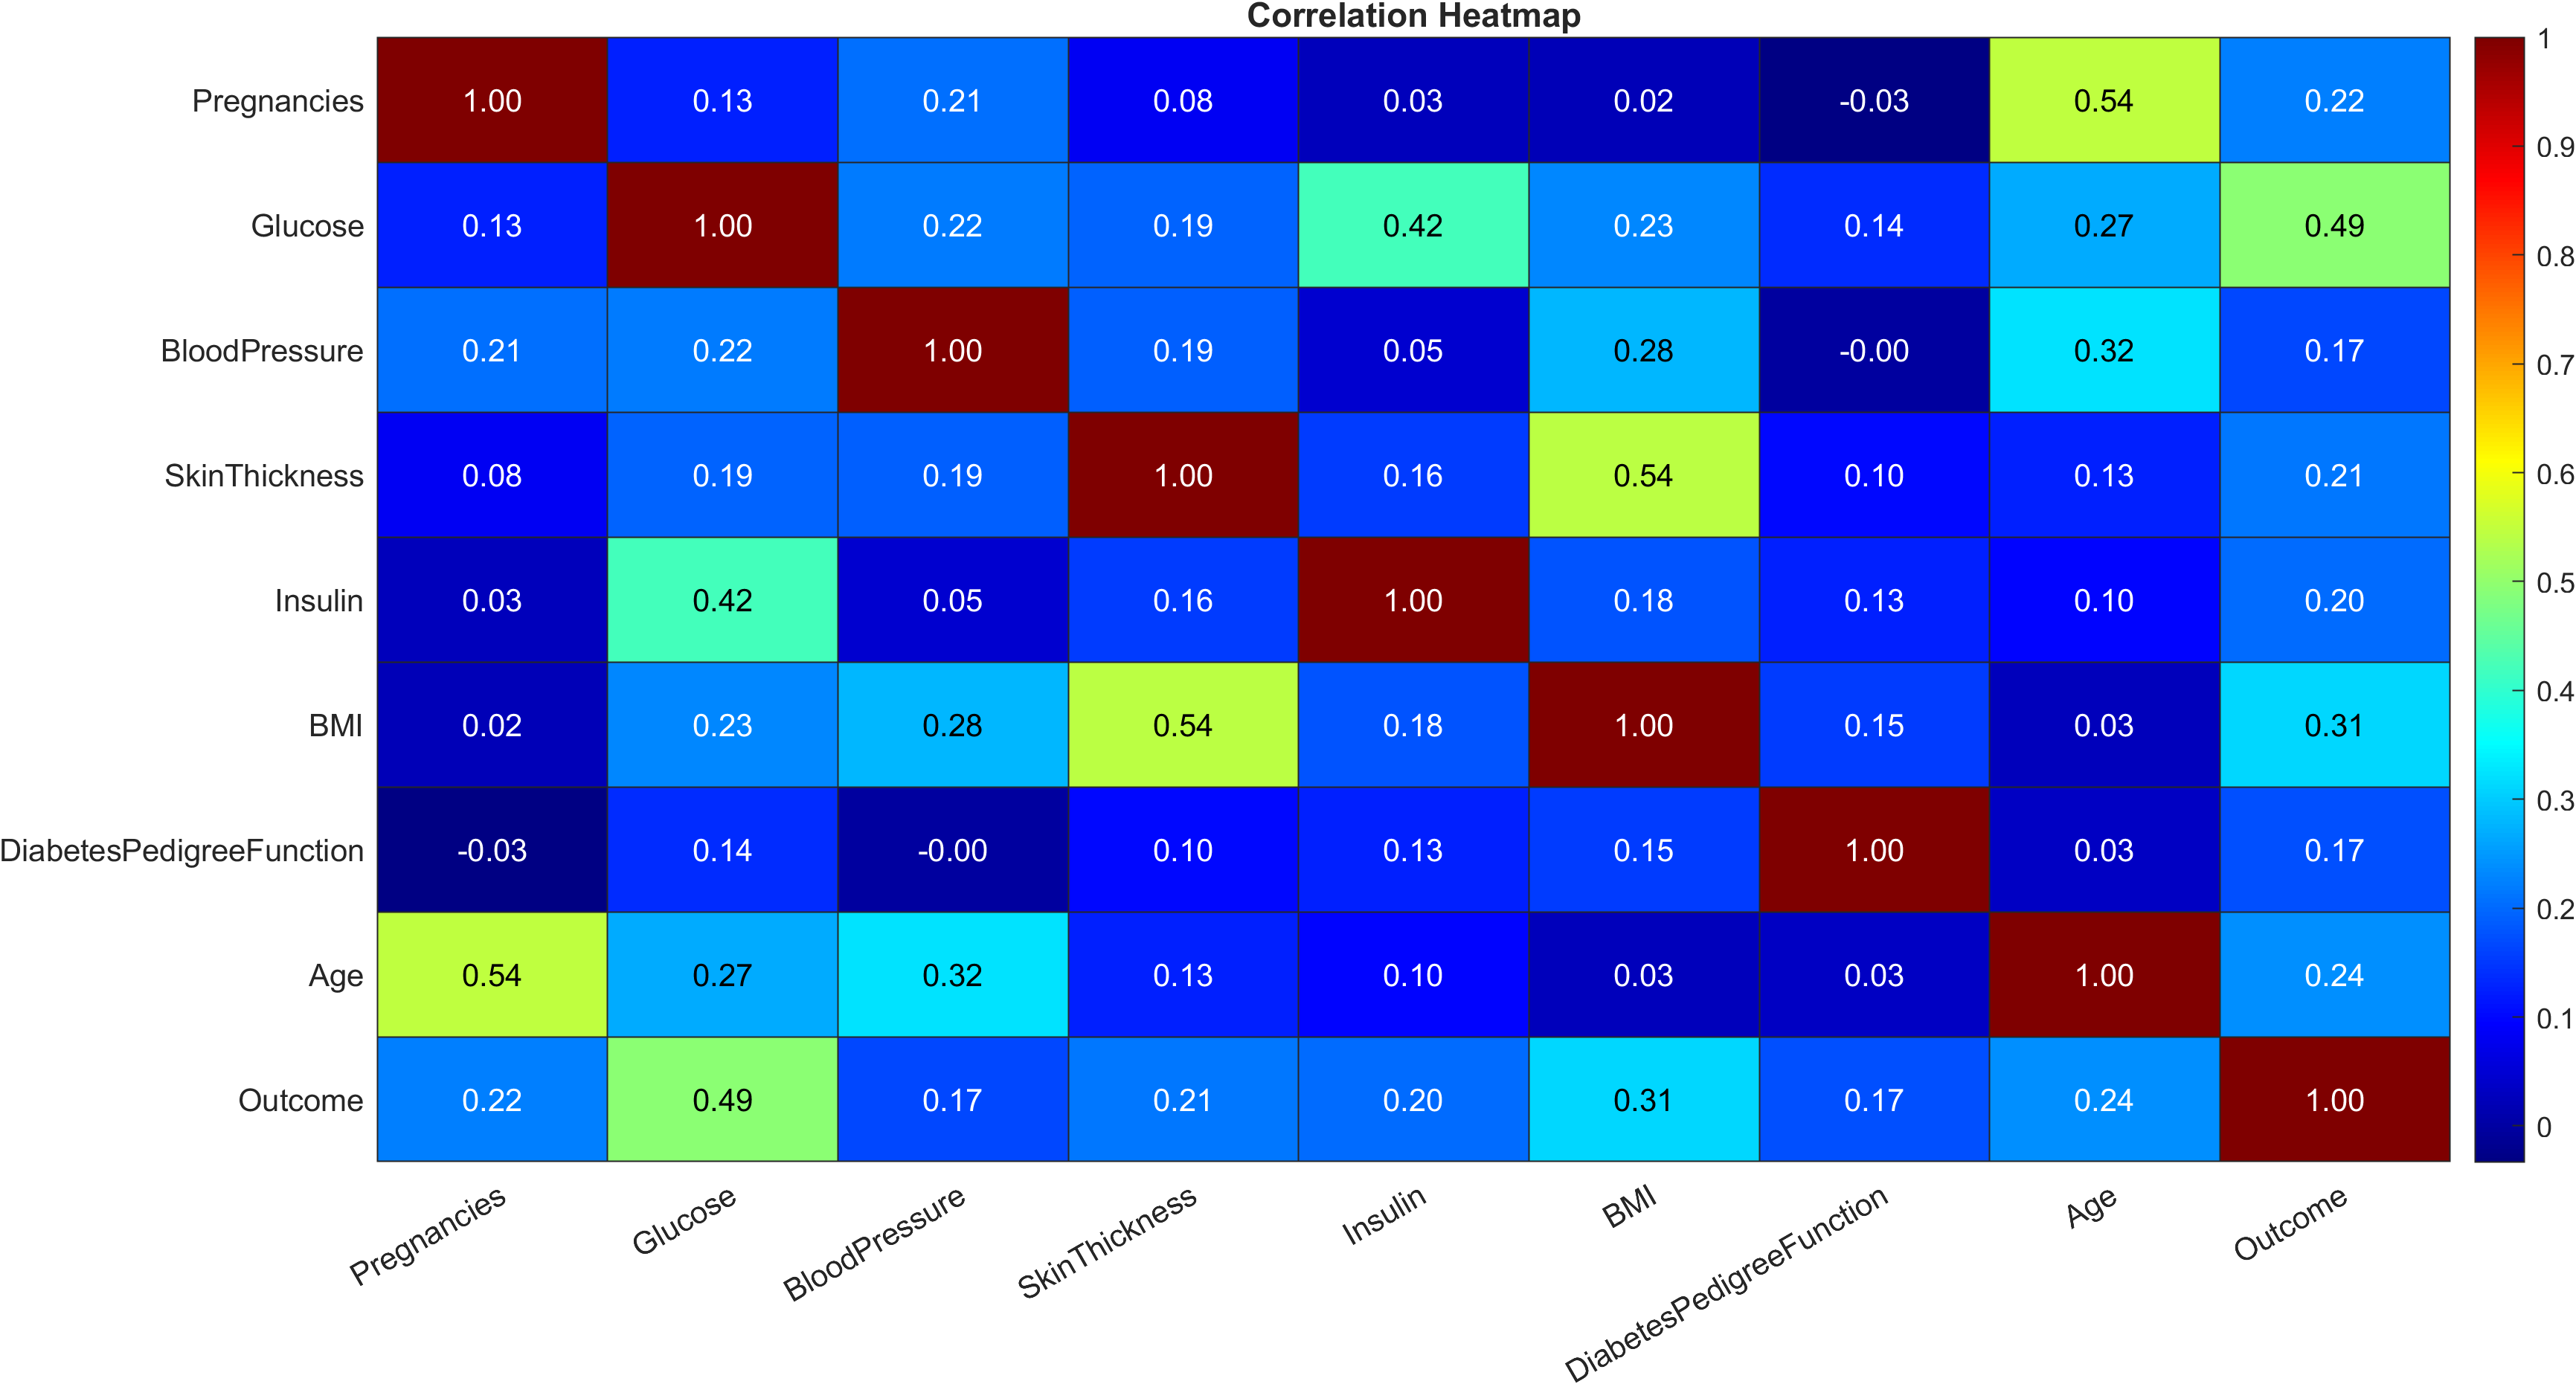 Correlation Heatmap
Pregnancies 1.00 0.13 0.21 0.08 0.03 0.02 -0.03 0.54 0.22
Glucose 0.13 1.00 0.22 0.19 0.42 0.23 0.14 0.27 0.49
BloodPressure 0.21 0.22 1.00 0.19 0.05 0.28 -0.00 0.32 0.17
SkinThickness 0.08 0.19 0.19 1.00 0.16 0.54 0.10 0.13 0.21
Insulin 0.03 0.42 0.05 0.16 1.00 0.18 0.13 0.10 0.20
BMI 0.02 0.23 0.28 0.54 0.18 1.00 0.15 0.03 0.31
DiabetesPedigreeFunction -0.03 0.14 -0.00 0.10 0.13 0.15 1.00 0.03 0.17
Age 0.54 0.27 0.32 0.13 0.10 0.03 0.03 1.00 0.24
Outcome 0.22 0.49 0.17 0.21 0.20 0.31 0.17 0.24 1.00
Pregnancies Glucose BloodPressure SkinThickness Insulin BMI DiabetesPedigreeFunction Age Outcome
1
0.9
0.8
0.7
0.6
0.5
0.4
0.3
0.2
0.1
0